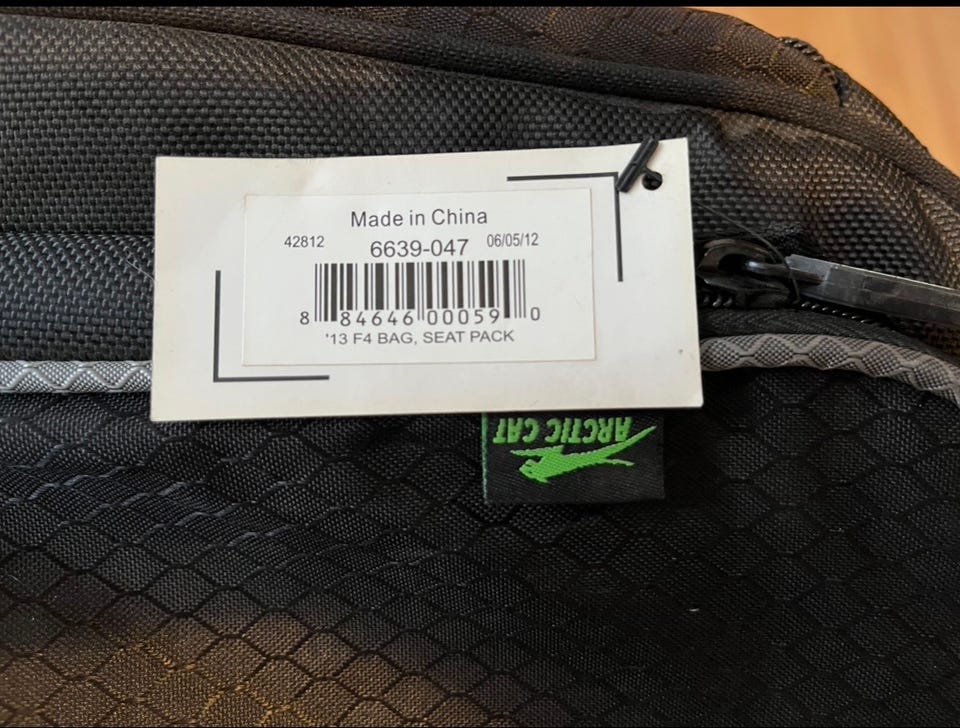 Made in China
42812 6639-047 06/05/12
8 84646 00059 0
'13 F4 BAG, SEAT PACK
ARCTIC CAT